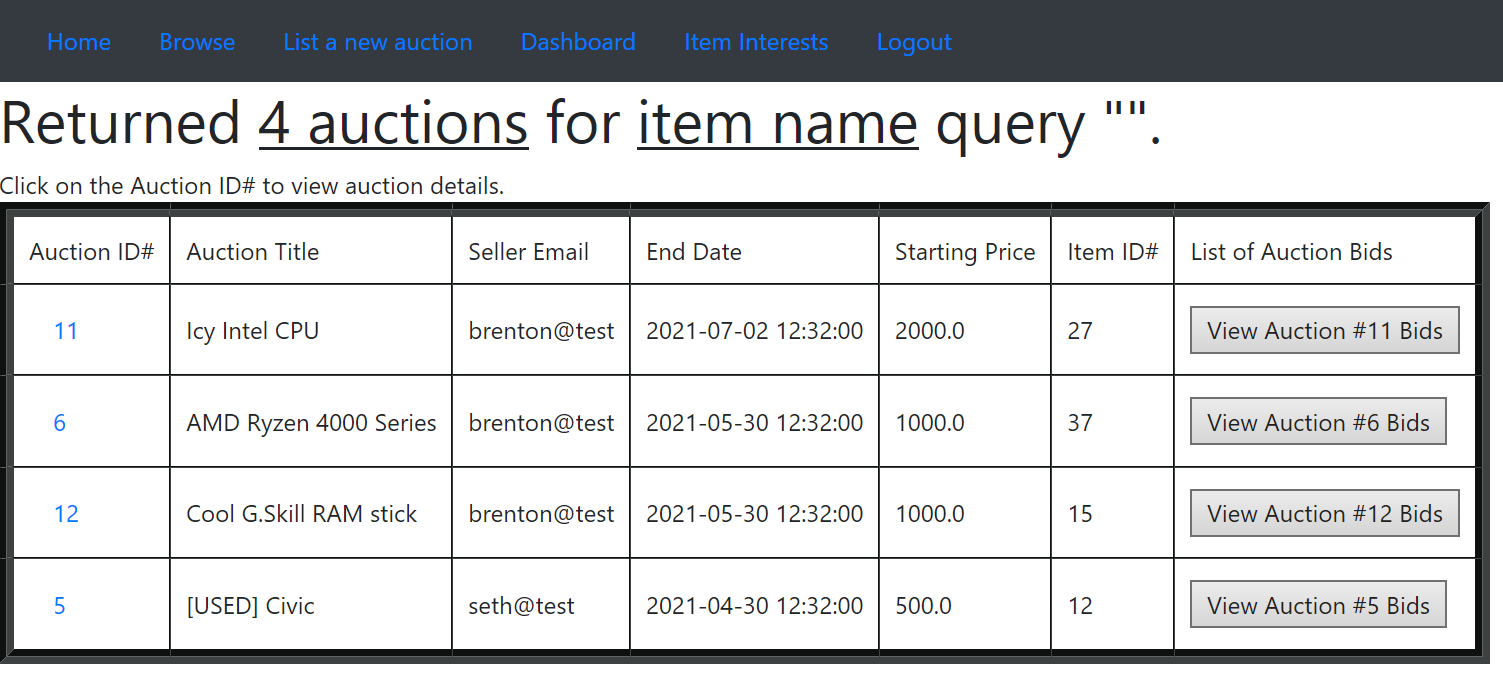 Home Browse List a new auction Dashboard Item Interests Logout
Returned 4 auctions for item name query "".
Click on the Auction ID# to view auction details.
Auction ID# Auction Title Seller Email End Date Starting Price Item ID# List of Auction Bids
11 Icy Intel CPU brenton@test 2021-07-02 12:32:00 2000.0 27 View Auction #11 Bids
6 AMD Ryzen 4000 Series brenton@test 2021-05-30 12:32:00 1000.0 37 View Auction #6 Bids
12 Cool G.Skill RAM stick brenton@test 2021-05-30 12:32:00 1000.0 15 View Auction #12 Bids
5 [USED] Civic seth@test 2021-04-30 12:32:00 500.0 12 View Auction #5 Bids